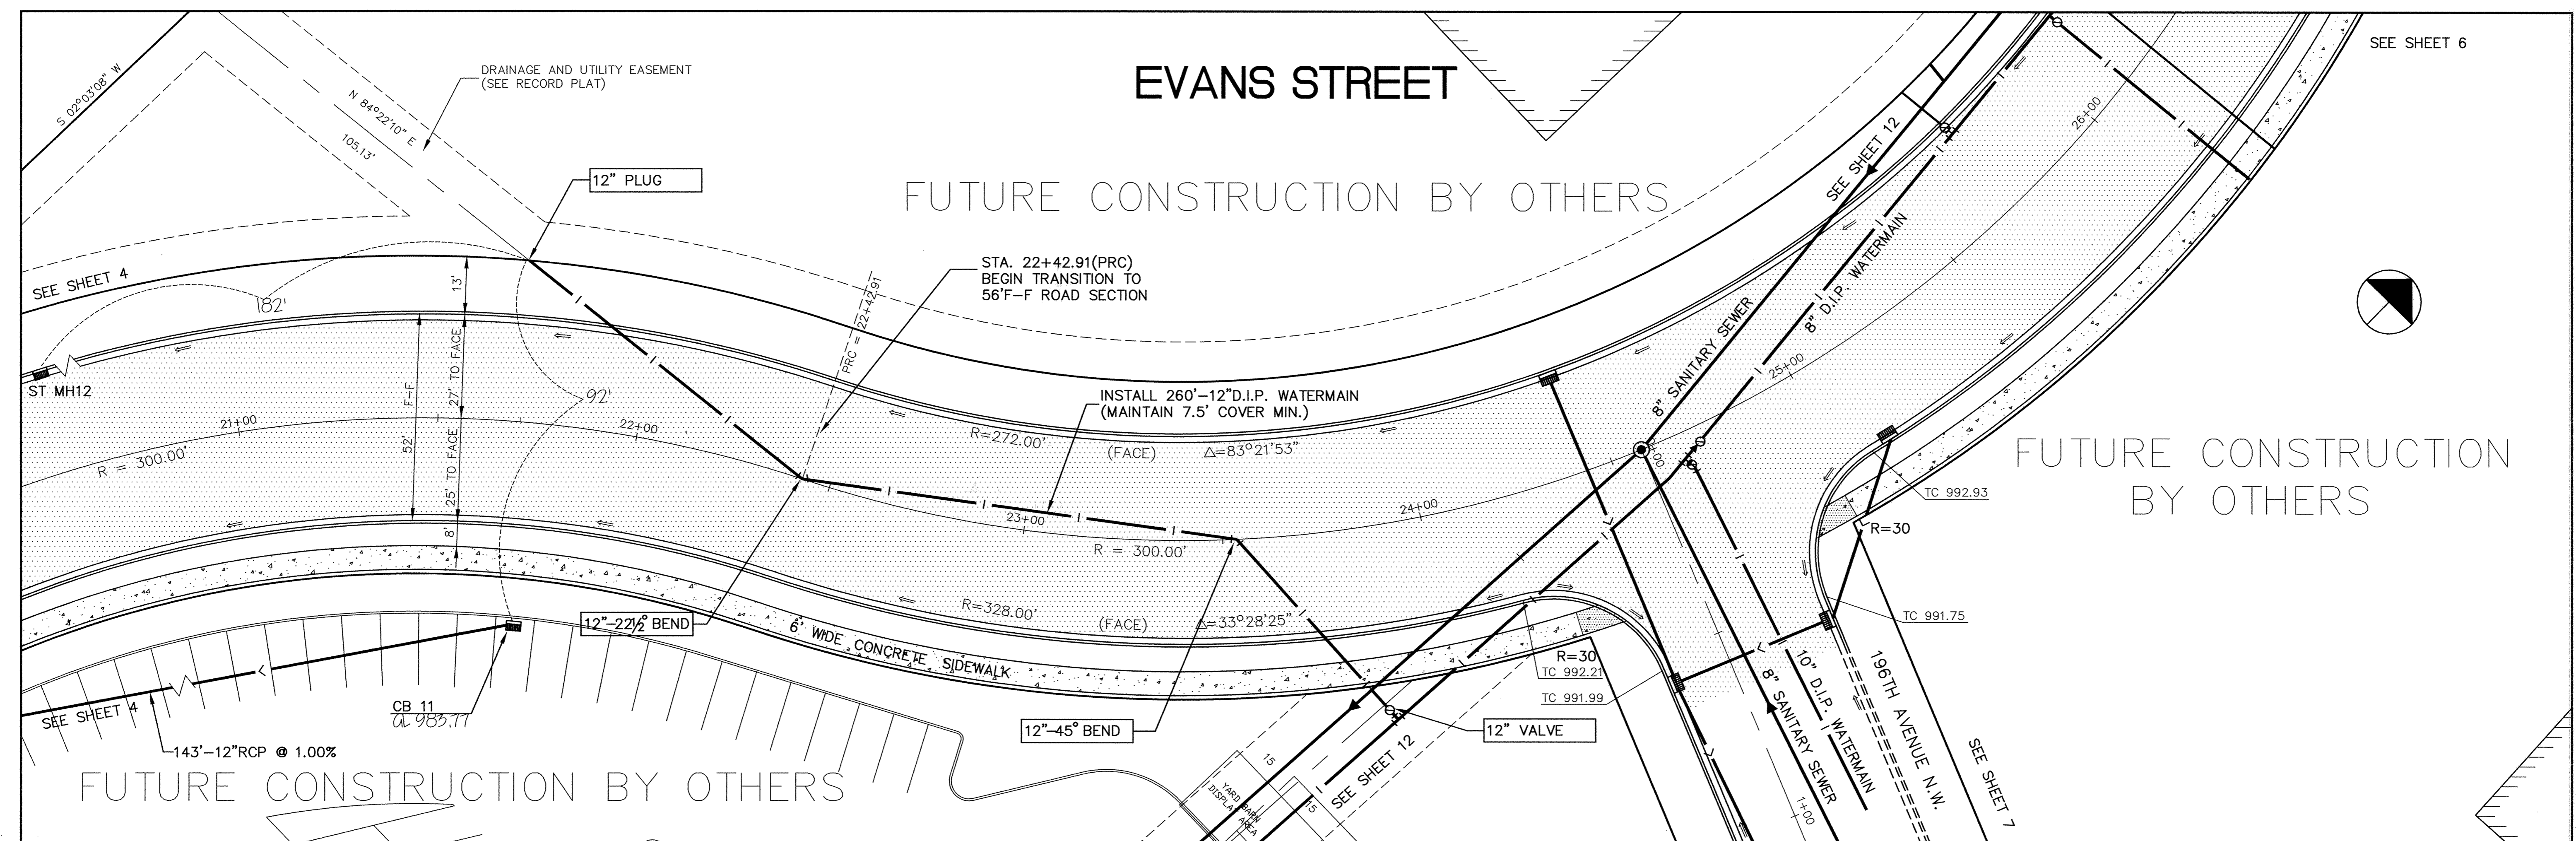 EVANS STREET
SEE SHEET 6
S 02°03'08" W
DRAINAGE AND UTILITY EASEMENT
(SEE RECORD PLAT)
N 84°22'10" E
105.13'
12" PLUG
FUTURE CONSTRUCTION BY OTHERS
SEE SHEET 12
26+00
SEE SHEET 4
182'
13'
STA. 22+42.91(PRC)
BEGIN TRANSITION TO
56'F-F ROAD SECTION
PRC = 22+42.91
8" SANITARY SEWER
8" D.I.P. WATERMAIN
25+00
ST MH12
F-F
52'
27' TO FACE
25' TO FACE
8'
92'
21+00
22+00
R = 300.00'
INSTALL 260'-12"D.I.P. WATERMAIN
(MAINTAIN 7.5' COVER MIN.)
R=272.00'
(FACE)
Δ=83°21'53"
23+00
24+00
R = 300.00'
R=328.00'
(FACE)
Δ=33°28'25"
FUTURE CONSTRUCTION
BY OTHERS
TC 992.93
R=30
TC 991.75
12"-22½° BEND
6' WIDE CONCRETE SIDEWALK
R=30
TC 992.21
TC 991.99
12"-45° BEND
12" VALVE
SEE SHEET 4
CB 11
143'-12"RCP @ 1.00%
FUTURE CONSTRUCTION BY OTHERS
15
15
YARD BARN
DISPLAY AREA
SEE SHEET 12
8" SANITARY SEWER
10" D.I.P. WATERMAIN
196TH AVENUE N.W.
SEE SHEET 7
1+00